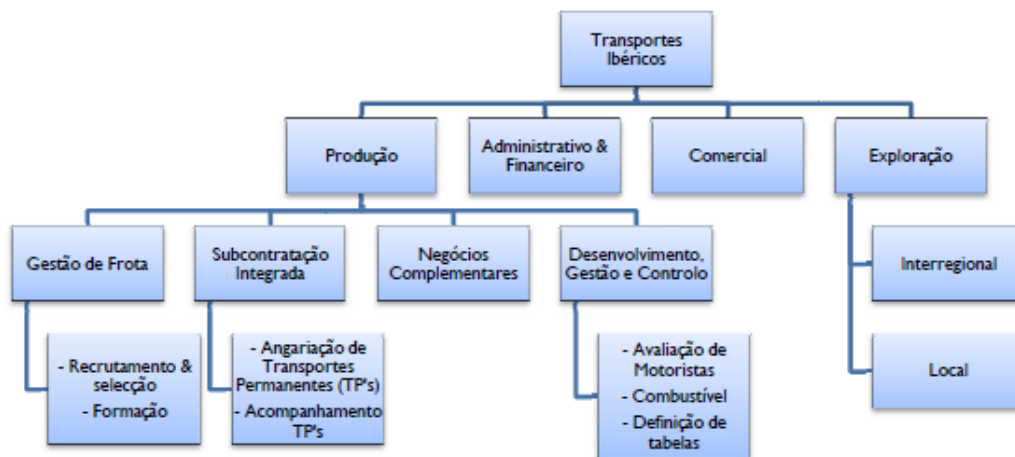 Transportes
Ibéricos
Produção
Administrativo &
Financeiro
Comercial
Exploração
Gestão de Frota
Subcontratação
Integrada
Negócios
Complementares
Desenvolvimento,
Gestão e Controlo
Interregional
- Recrutamento &
selecção
- Formação
- Angariação de
Transportes
Permanentes (TP's)
- Acompanhamento
TP's
- Avaliação de
Motoristas
- Combustível
- Definição de
tabelas
Local